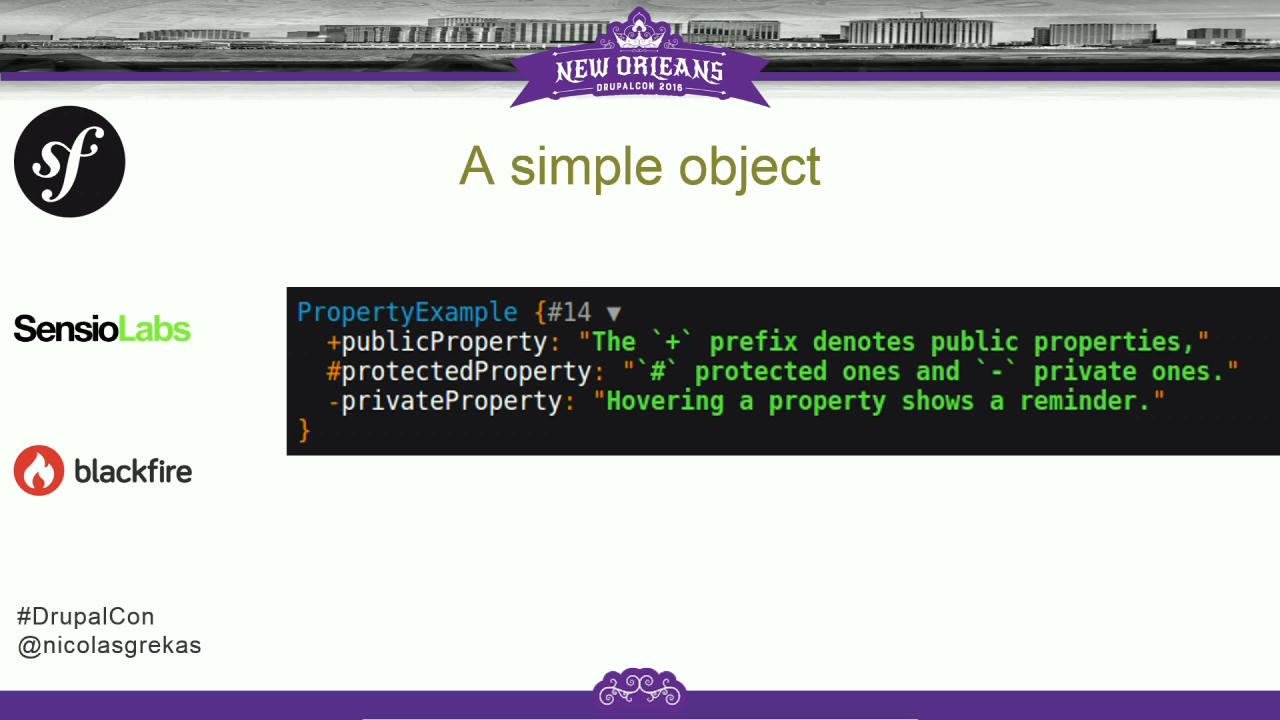 NEW ORLEANS
DRUPALCON 2016
sf
A simple object
SensioLabs
PropertyExample {#14 ▼
+publicProperty: "The `+` prefix denotes public properties,"
#protectedProperty: "`#` protected ones and `-` private ones."
-privateProperty: "Hovering a property shows a reminder."
}
blackfire
#DrupalCon
@nicolasgrekas